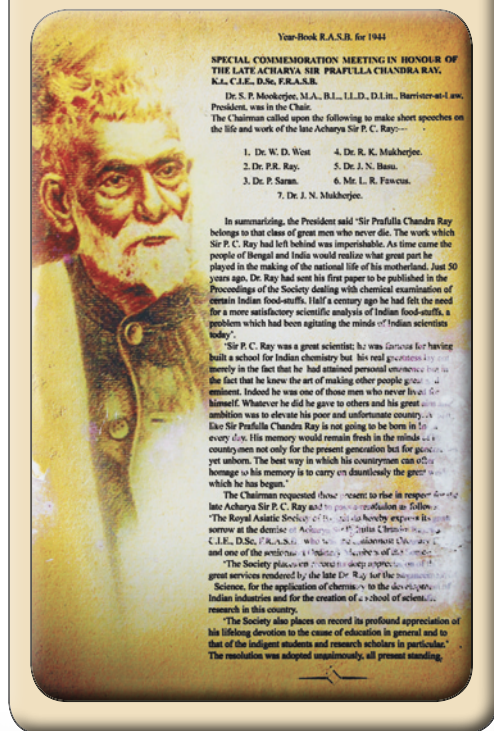 Year-Book R.A.S.B. for 1944
SPECIAL COMMEMORATION MEETING IN HONOUR OF
THE LATE ACHARYA SIR PRAFULLA CHANDRA RAY,
K.t., C.I.E., D.Sc, F.R.A.S.B.
Dr. S. P. Mookerjee, M.A., B.L., I.L.D., D.Litt., Barrister-at-Law,
President, was in the Chair.
The Chairman called upon the following to make short speeches on
the life and work of the late Acharya Sir P. C. Ray:—
1. Dr. W. D. West 4. Dr. R. K. Mukherjee.
2. Dr. P.R. Ray. 5. Dr. J. N. Basu.
3. Dr. P. Saran. 6. Mr. L. R. Fawcus.
7. Dr. J. N. Mukherjee.
In summarizing, the President said 'Sir Prafulla Chandra Ray
belongs to that class of great men who never die. The work which
Sir P. C. Ray had left behind was imperishable. As time came the
people of Bengal and India would realize what great part he
played in the making of the national life of his motherland. Just 50
years ago, Dr. Ray had sent his first paper to be published in the
Proceedings of the Society dealing with chemical examination of
certain Indian food-stuffs. Half a century ago he had felt the need
for a more satisfactory scientific analysis of Indian food-stuffs, a
problem which had been agitating the minds of Indian scientists
today'.
'Sir P. C. Ray was a great scientist; he was famous for having
built a school for Indian chemistry but his real greatness lay not
merely in the fact that he had attained personal eminence but in
the fact that he knew the art of making other people great and
eminent. Indeed he was one of those men who never lived for
himself. Whatever he did he gave to others and his great
ambition was to elevate his poor and unfortunate
like Sir Prafulla Chandra Ray is not going to be born in
every day. His memory would remain fresh in the minds
countrymen not only for the present generation but for
yet unborn. The best way in which his countrymen can offer
homage to his memory is to carry on dauntlessly the great
which he has begun.'
The Chairman requested those present to rise in respect
late Acharya Sir P. C. Ray and to pass a resolution as follow
'The Royal Asiatic Society of hereby express its
sorrow at the demise
C.I.E., D.Sc, F.R.A.S.B.
and one of the
'The Society places on record its deep
great services rendered by the late Dr. Ray for the
Science, for the application of chemistry to the development of
Indian industries and for the creation of a school of scientific
research in this country.
'The Society also places on record its profound appreciation of
his lifelong devotion to the cause of education in general and to
that of the indigent students and research scholars in particular.'
The resolution was adopted ungaimously, all present standing.